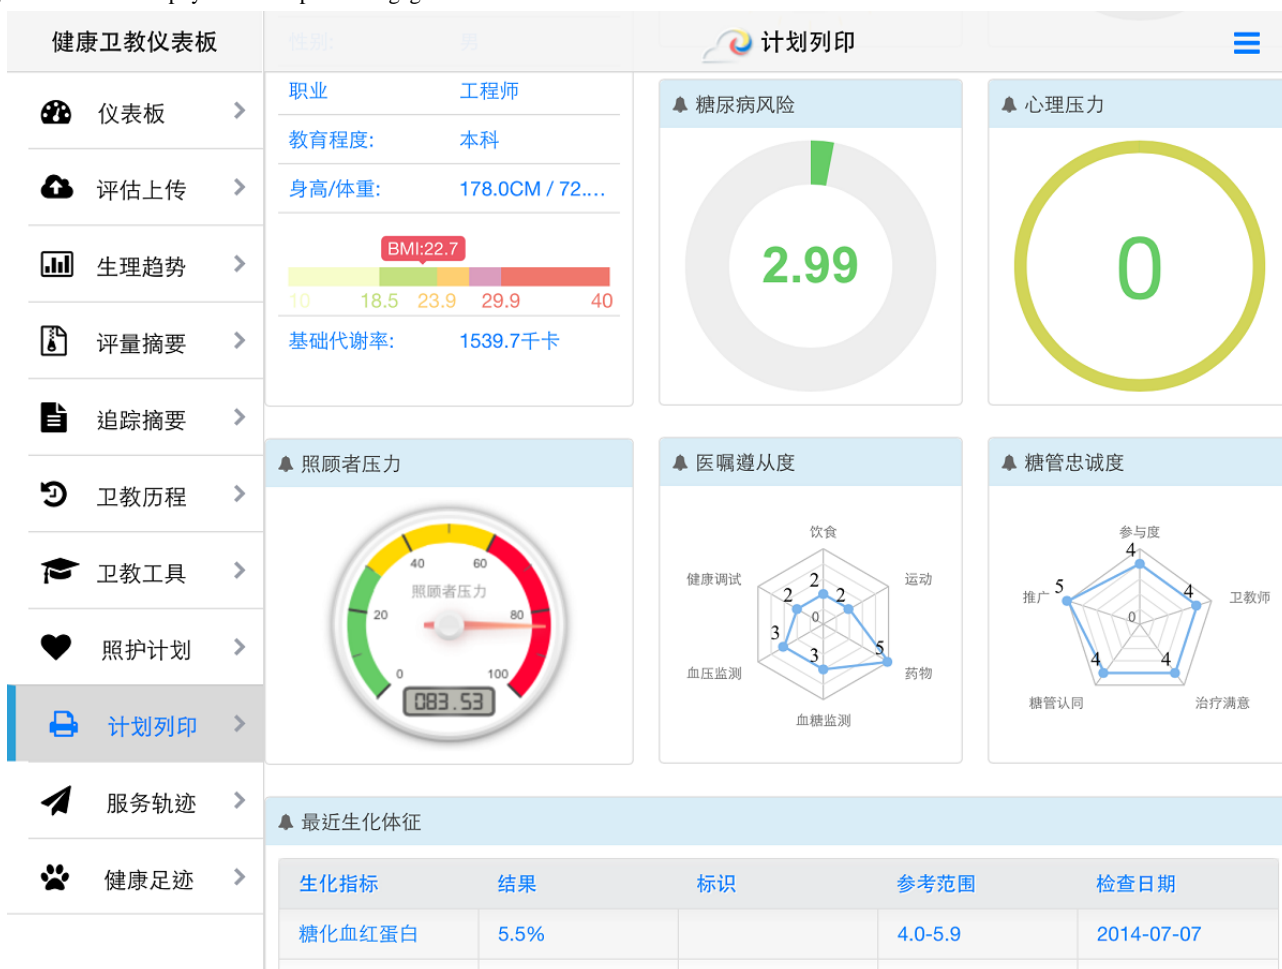 健康卫教仪表板
性别: 男
计划列印
仪表板
评估上传
生理趋势
评量摘要
追踪摘要
卫教历程
卫教工具
照护计划
计划列印
服务轨迹
健康足迹
职业 工程师
教育程度: 本科
身高/体重: 178.0CM / 72....
BMI:22.7
10 18.5 23.9 29.9 40
基础代谢率: 1539.7千卡
糖尿病风险
2.99
心理压力
0
照顾者压力
40 60
照顾者压力
20 80
0 100
083.53
医嘱遵从度
饮食
健康调试 运动
2
2 2
0
3
3 5
血压监测 药物
血糖监测
糖管忠诚度
参与度
4
5 4
推广 卫教师
0
4 4
糖管认同 治疗满意
最近生化体征
生化指标 结果 标识 参考范围 检查日期
糖化血红蛋白 5.5% 4.0-5.9 2014-07-07